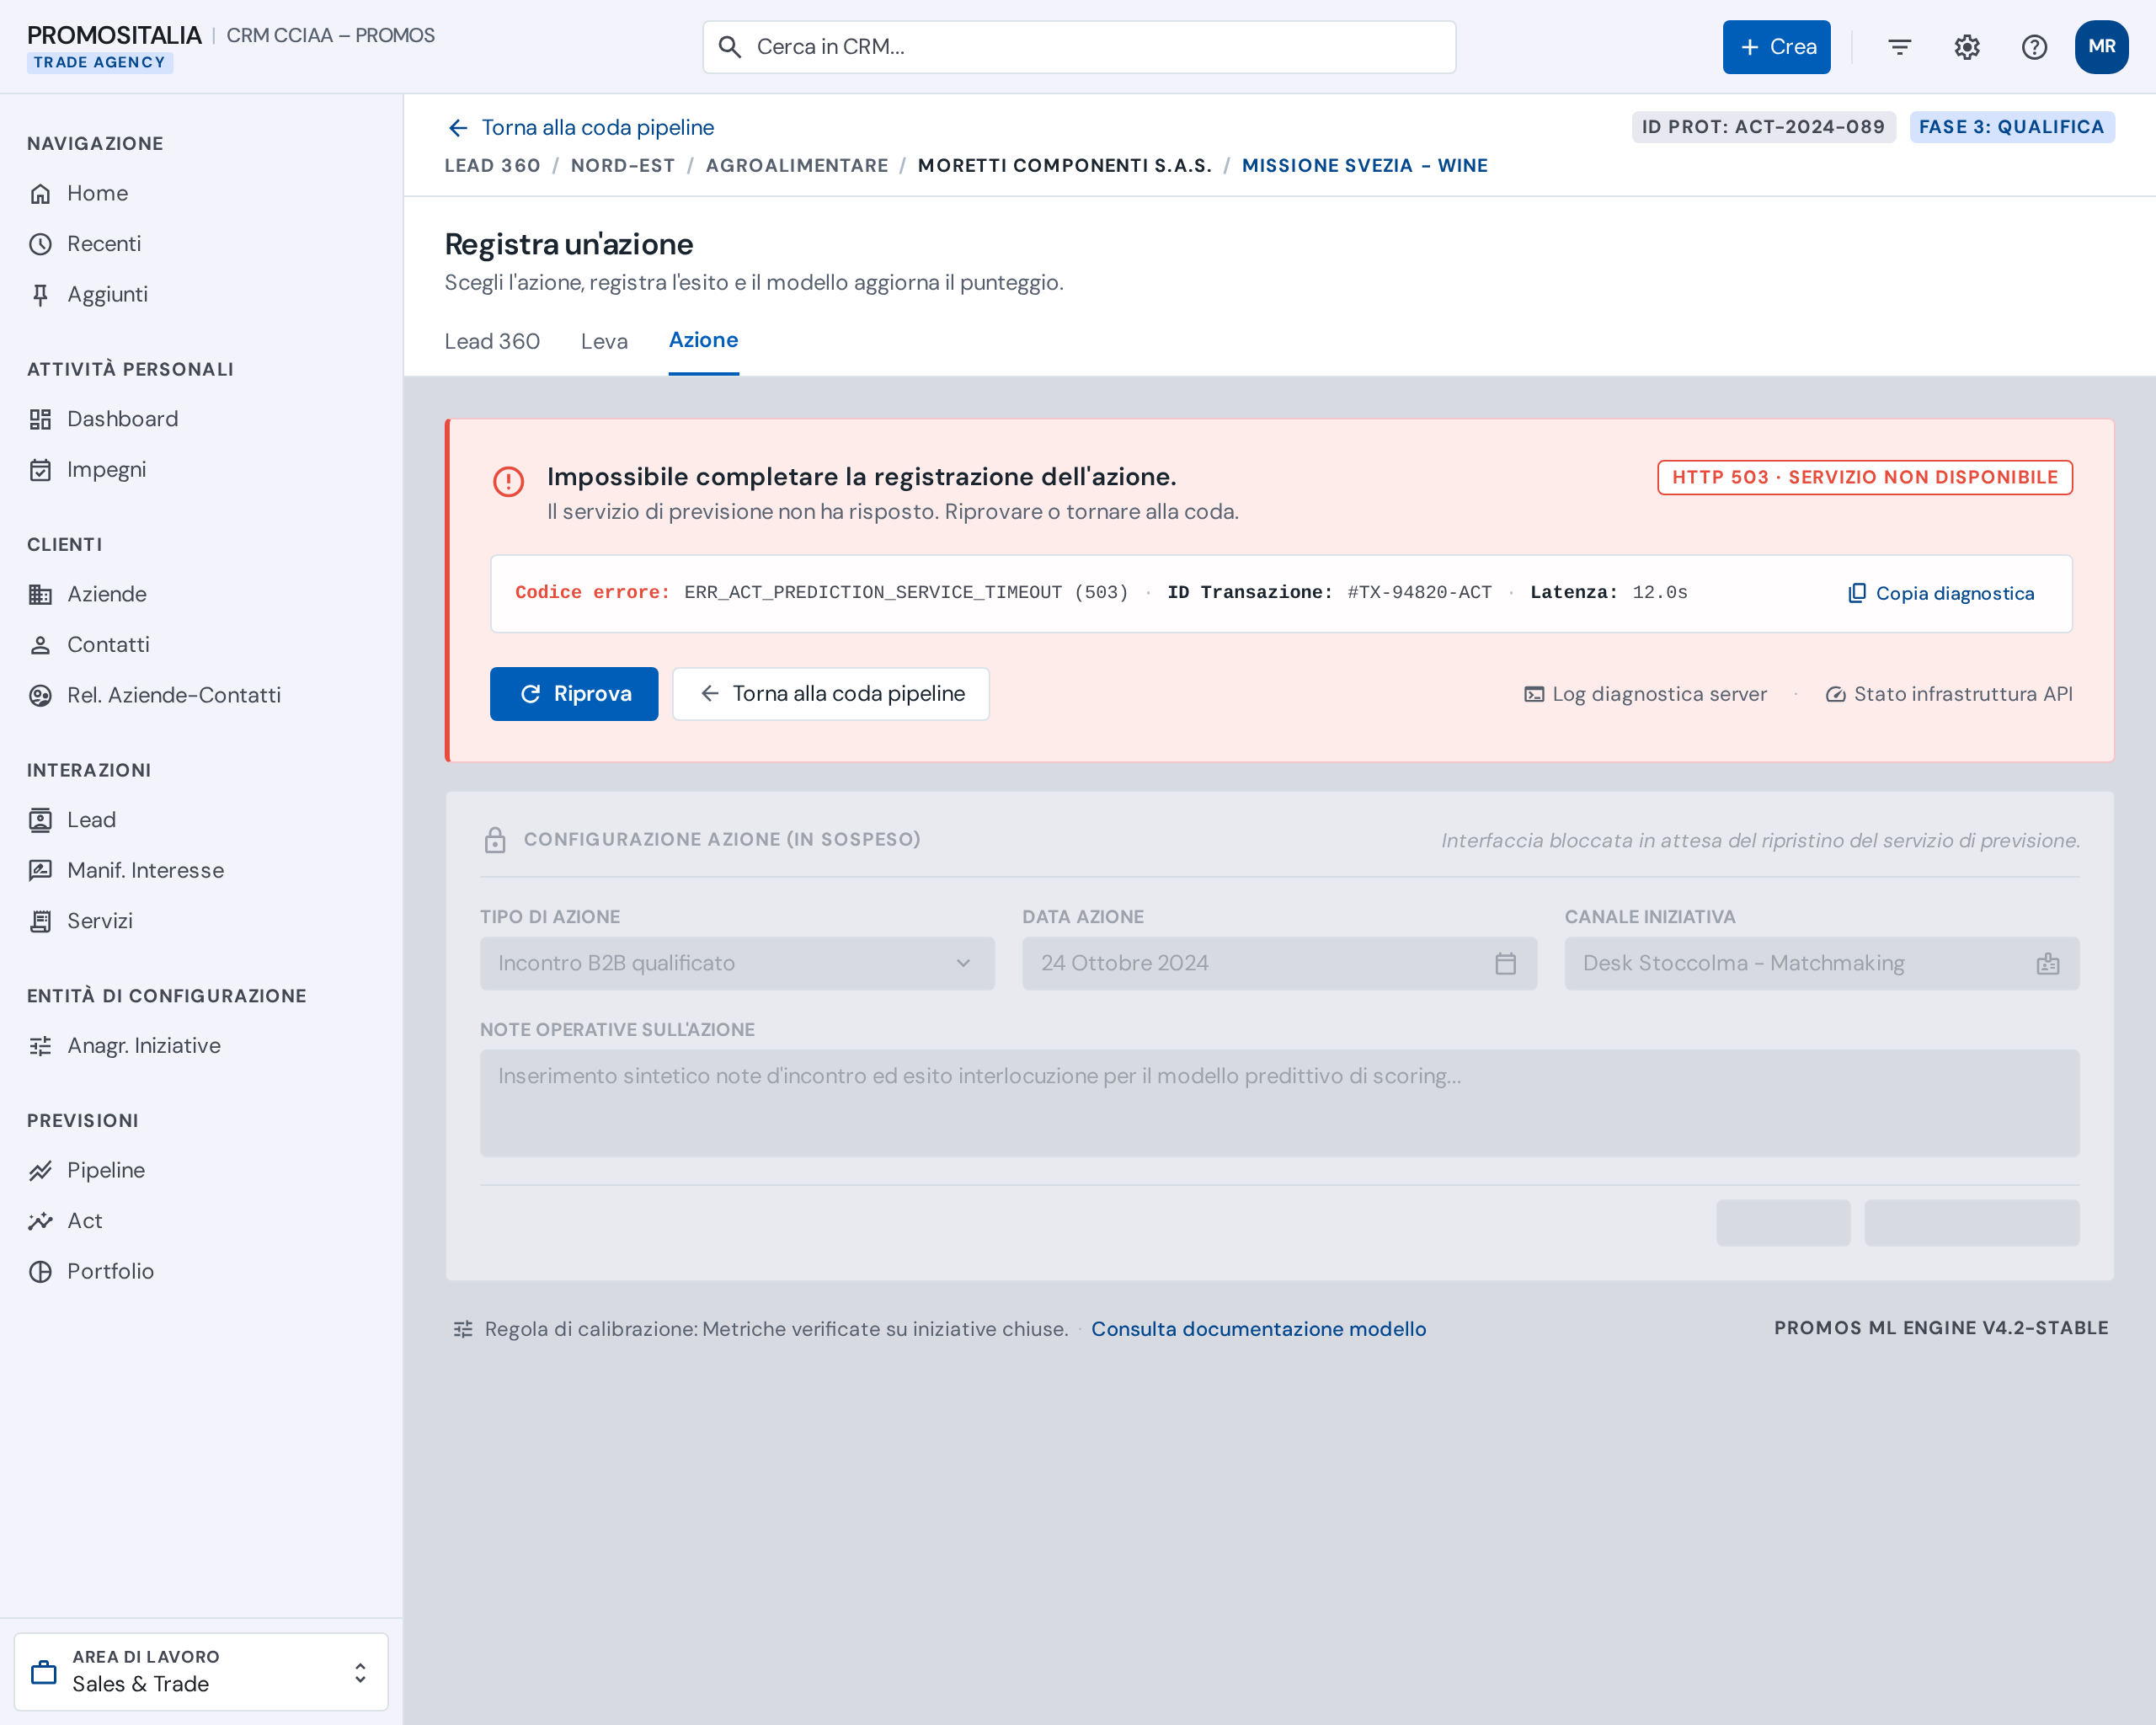 PROMOSITALIA | CRM CCIAA – PROMOS
TRADE AGENCY
Cerca in CRM...
Crea
MR
NAVIGAZIONE
Home
Recenti
Aggiunti
ATTIVITÀ PERSONALI
Dashboard
Impegni
CLIENTI
Aziende
Contatti
Rel. Aziende-Contatti
INTERAZIONI
Lead
Manif. Interesse
Servizi
ENTITÀ DI CONFIGURAZIONE
Anagr. Iniziative
PREVISIONI
Pipeline
Act
Portfolio
AREA DI LAVORO
Sales & Trade
Torna alla coda pipeline
ID PROT: ACT-2024-089 FASE 3: QUALIFICA
LEAD 360 / NORD-EST / AGROALIMENTARE / MORETTI COMPONENTI S.A.S. / MISSIONE SVEZIA - WINE
Registra un'azione
Scegli l'azione, registra l'esito e il modello aggiorna il punteggio.
Lead 360 Leva Azione
Impossibile completare la registrazione dell'azione.
HTTP 503 · SERVIZIO NON DISPONIBILE
Il servizio di previsione non ha risposto. Riprovare o tornare alla coda.
Codice errore: ERR_ACT_PREDICTION_SERVICE_TIMEOUT (503) · ID Transazione: #TX-94820-ACT · Latenza: 12.0s
Copia diagnostica
Riprova
Torna alla coda pipeline
Log diagnostica server · Stato infrastruttura API
CONFIGURAZIONE AZIONE (IN SOSPESO)
Interfaccia bloccata in attesa del ripristino del servizio di previsione.
TIPO DI AZIONE
Incontro B2B qualificato
DATA AZIONE
24 Ottobre 2024
CANALE INIZIATIVA
Desk Stoccolma - Matchmaking
NOTE OPERATIVE SULL'AZIONE
Inserimento sintetico note d'incontro ed esito interlocuzione per il modello predittivo di scoring...
Regola di calibrazione: Metriche verificate su iniziative chiuse. · Consulta documentazione modello
PROMOS ML ENGINE V4.2-STABLE